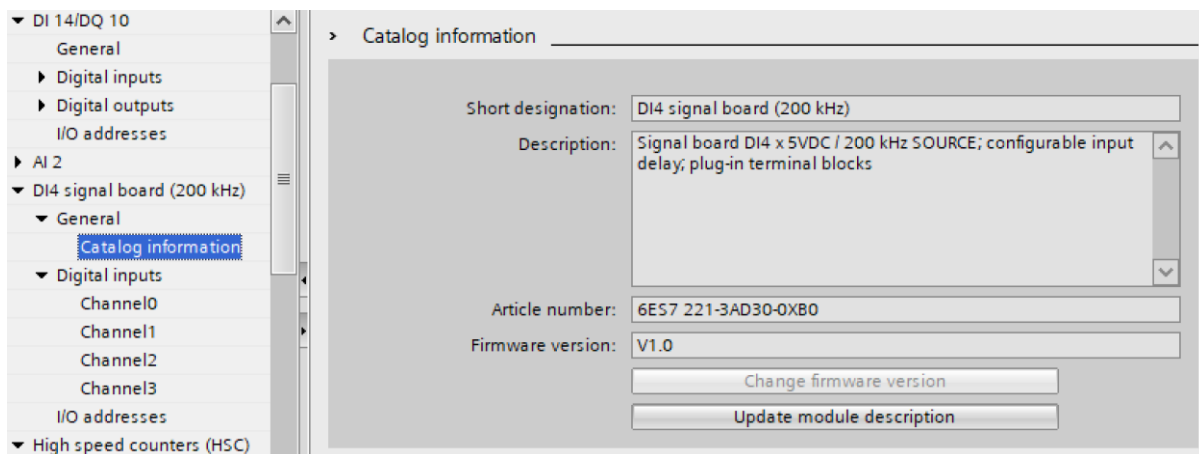 DI 14/DQ 10
General
Digital inputs
Digital outputs
I/O addresses
AI 2
DI4 signal board (200 kHz)
General
Catalog information
Digital inputs
Channel0
Channel1
Channel2
Channel3
I/O addresses
High speed counters (HSC)
Catalog information
Short designation: DI4 signal board (200 kHz)
Description: Signal board DI4 x 5VDC / 200 kHz SOURCE; configurable input
delay; plug-in terminal blocks
Article number: 6ES7 221-3AD30-0XB0
Firmware version: V1.0
Change firmware version
Update module description